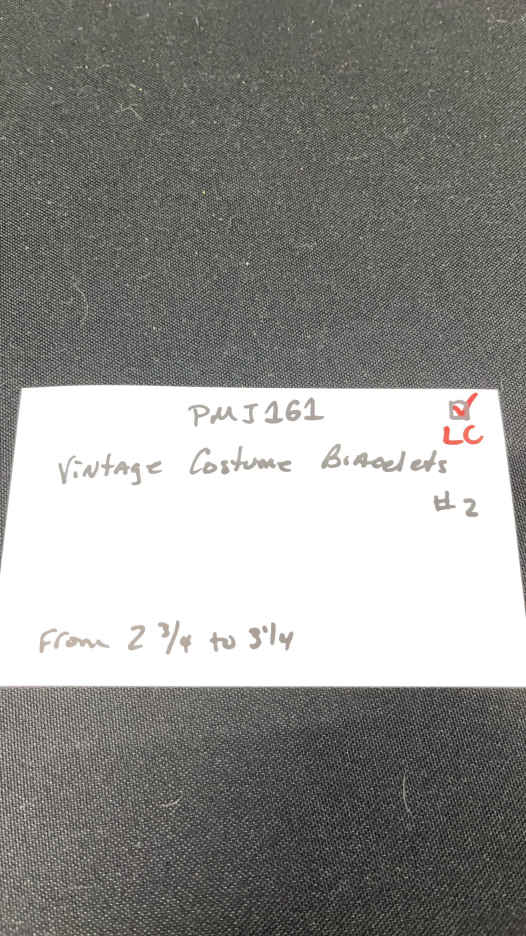 PMJ161
LC
Vintage Costume Bracelets
#2
From 2 3/4 to 3 1/4